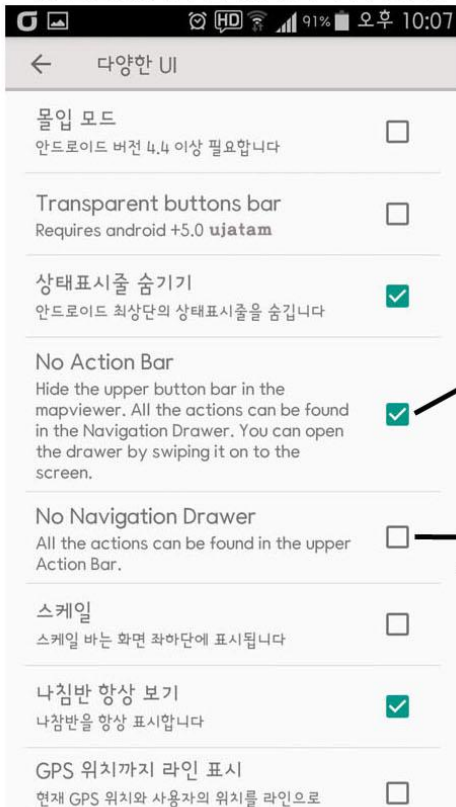 HD 91% 오후 10:07
다양한 UI
몰입 모드
안드로이드 버전 4.4 이상 필요합니다
Transparent buttons bar
Requires android +5.0 ujatam
상태표시줄 숨기기
안드로이드 최상단의 상태표시줄을 숨깁니다
No Action Bar
Hide the upper button bar in the
mapviewer. All the actions can be found
in the Navigation Drawer. You can open
the drawer by swiping it on to the
screen.
No Navigation Drawer
All the actions can be found in the upper
Action Bar.
스케일
스케일 바는 화면 좌하단에 표시됩니다
나침반 항상 보기
나참반을 항상 표시합니다
GPS 위치까지 라인 표시
현재 GPS 위치와 사용자의 위치를 라인으로